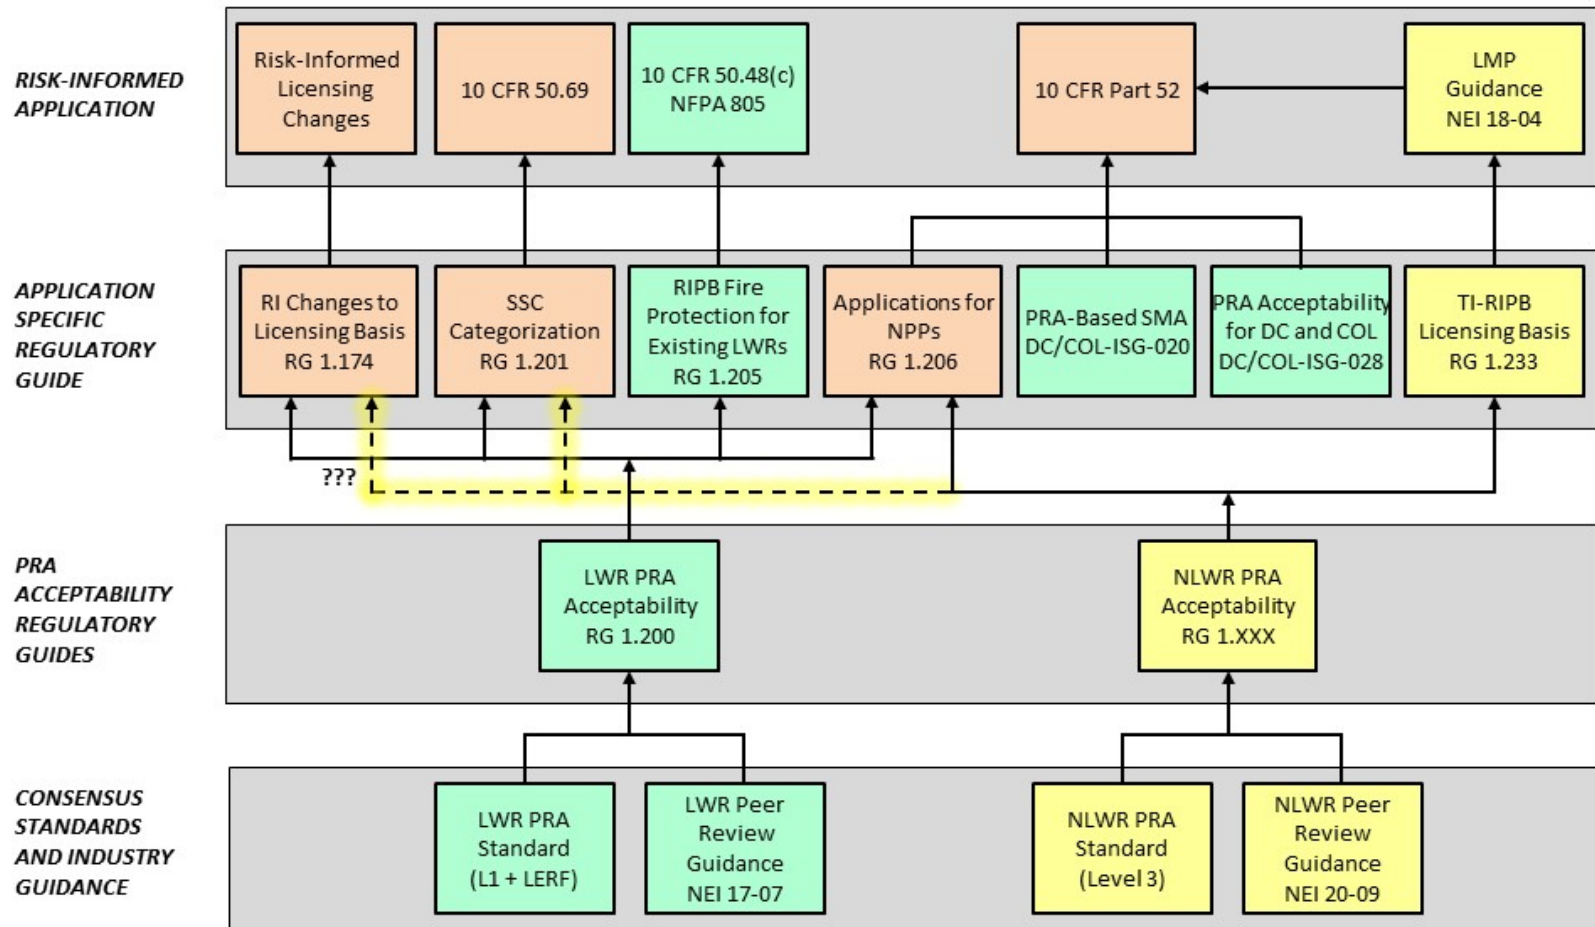 RISK-INFORMED
APPLICATION
Risk-Informed
Licensing
Changes
10 CFR 50.69
10 CFR 50.48(c)
NFPA 805
10 CFR Part 52
LMP
Guidance
NEI 18-04
APPLICATION
SPECIFIC
REGULATORY
GUIDE
RI Changes to
Licensing Basis
RG 1.174
SSC
Categorization
RG 1.201
RIPB Fire
Protection for
Existing LWRs
RG 1.205
Applications for
NPPs
RG 1.206
PRA-Based SMA
DC/COL-ISG-020
PRA Acceptability
for DC and COL
DC/COL-ISG-028
TI-RIPB
Licensing Basis
RG 1.233
???
PRA
ACCEPTABILITY
REGULATORY
GUIDES
LWR PRA
Acceptability
RG 1.200
NLWR PRA
Acceptability
RG 1.XXX
CONSENSUS
STANDARDS
AND INDUSTRY
GUIDANCE
LWR PRA
Standard
(L1 + LERF)
LWR Peer
Review
Guidance
NEI 17-07
NLWR PRA
Standard
(Level 3)
NLWR Peer
Review
Guidance
NEI 20-09